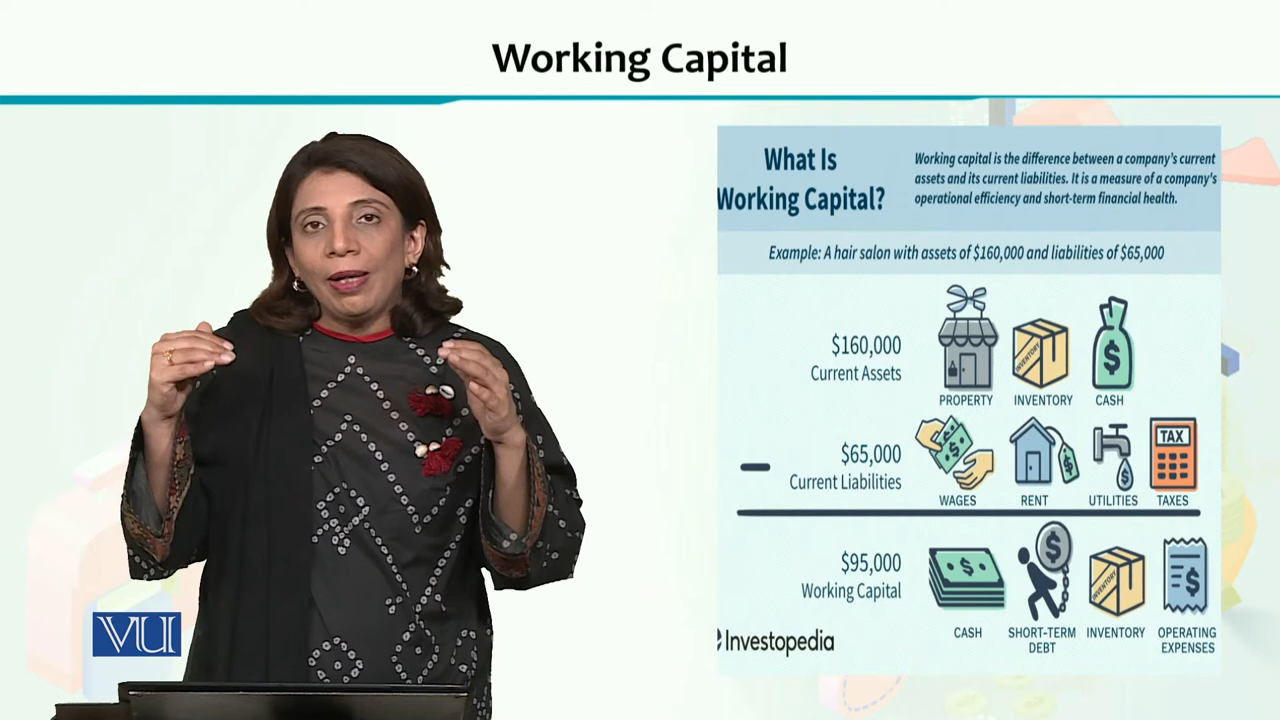 Working Capital
What Is
Working Capital?
Working capital is the difference between a company's current
assets and its current liabilities. It is a measure of a company's
operational efficiency and short-term financial health.
Example: A hair salon with assets of $160,000 and liabilities of $65,000
$160,000
Current Assets
PROPERTY
INVENTORY
INVENTORY
CASH
$65,000
Current Liabilities
WAGES
RENT
UTILITIES
TAX
TAXES
$95,000
Working Capital
CASH
SHORT-TERM
DEBT
INVENTORY
INVENTORY
OPERATING
EXPENSES
Investopedia
VU